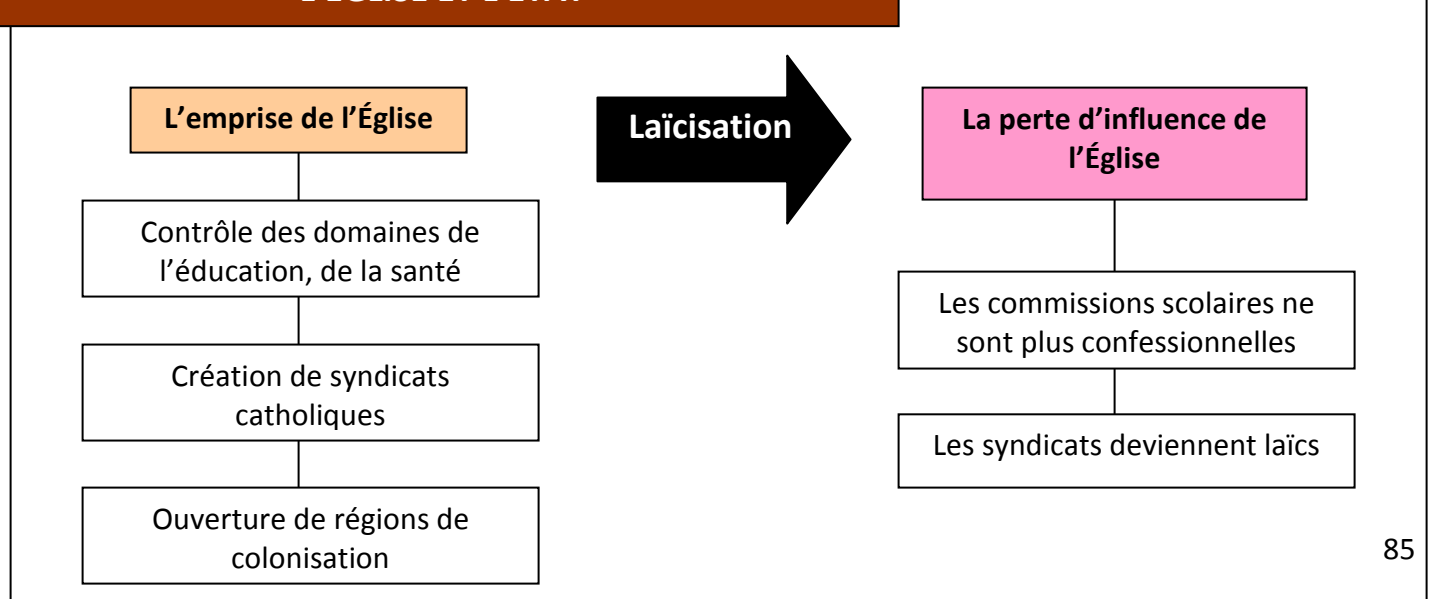 L'emprise de l'Église
Contrôle des domaines de
l'éducation, de la santé
Création de syndicats
catholiques
Ouverture de régions de
colonisation
Laïcisation
La perte d'influence de
l'Église
Les commissions scolaires ne
sont plus confessionnelles
Les syndicats deviennent laïcs
85